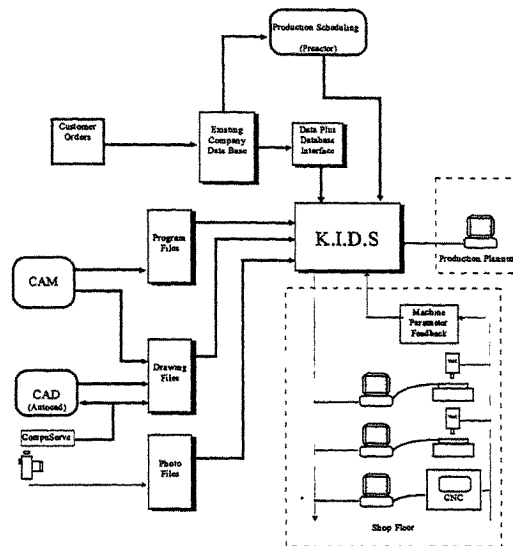 Production Scheduling
(Preactor)
Customer
Orders
Existing
Company
Data Base
Data Plus
Database
Interface
Program
Files
K.I.D.S
Production Planner
CAM
Machine
Parameter
Feedback
Drawing
Files
CAD
(Autocad)
CompuServe
Photo
Files
CNC
Shop Floor